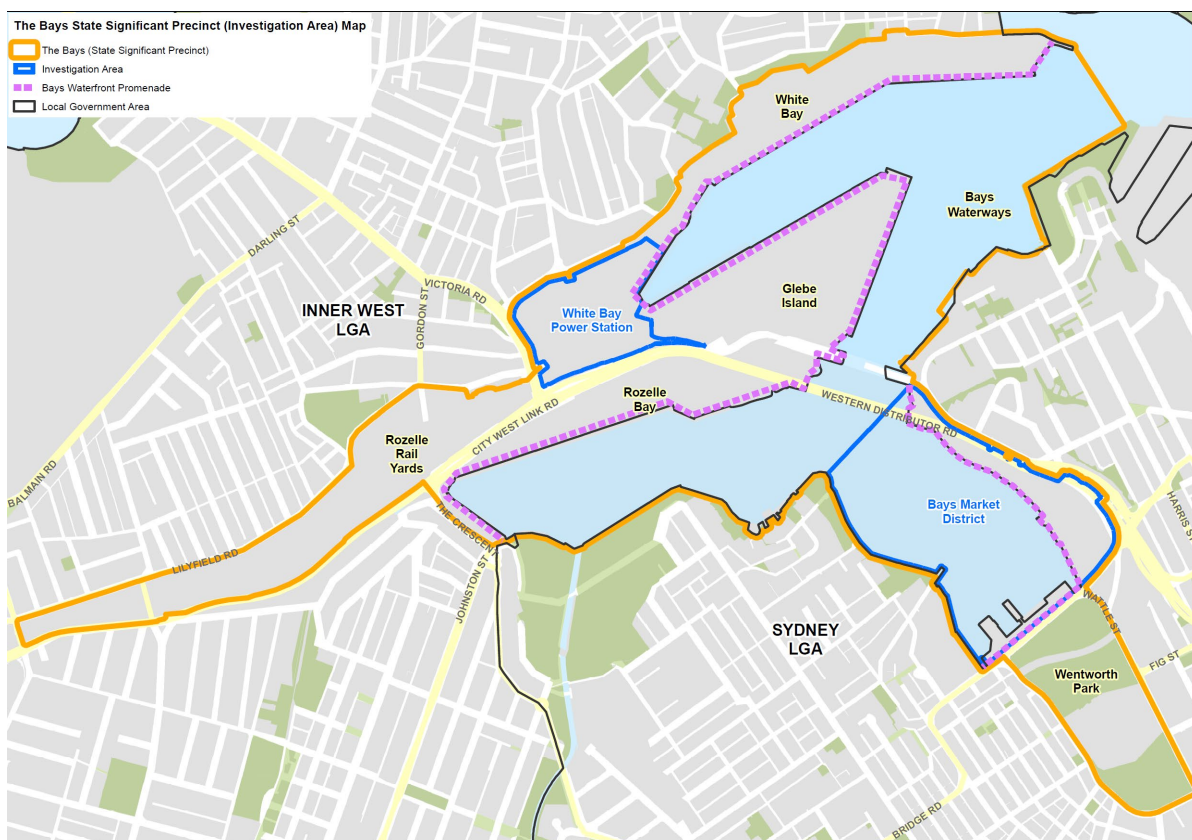 The Bays State Significant Precinct (Investigation Area) Map
The Bays (State Significant Precinct)
Investigation Area
Bays Waterfront Promenade
Local Government Area
White
Bay
Bays
Waterways
DARLING ST
VICTORIA RD
GORDON ST
INNER WEST
LGA
White Bay
Power Station
Glebe
Island
Rozelle
Bay
WESTERN DISTRIBUTOR RD
CITY WEST LINK RD
Rozelle
Rail
Yards
BALMAIN RD
THE CRESCENT
Bays Market
District
HARRIS ST
LILYFIELD RD
JOHNSTON ST
WATTLE ST
SYDNEY
LGA
Wentworth
Park
FIG ST
BRIDGE RD